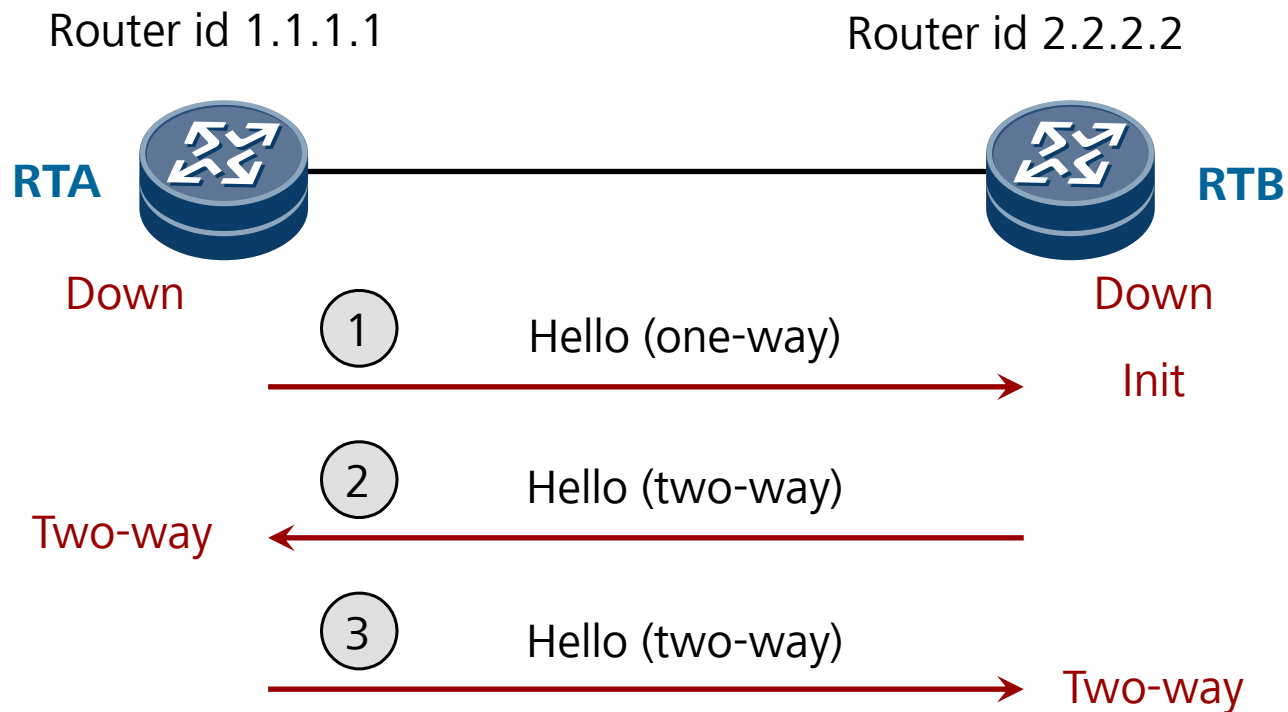 Router id 1.1.1.1
Router id 2.2.2.2
RTA
RTB
Down
Down
1
Hello (one-way)
Init
2
Hello (two-way)
Two-way
3
Hello (two-way)
Two-way